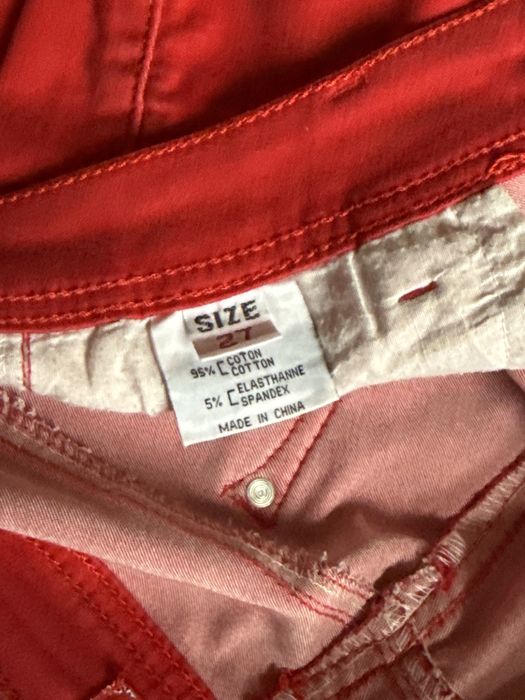 SIZE
27
95% [ COTON
COTTON
5% [ ELASTHANNE
SPANDEX
MADE IN CHINA